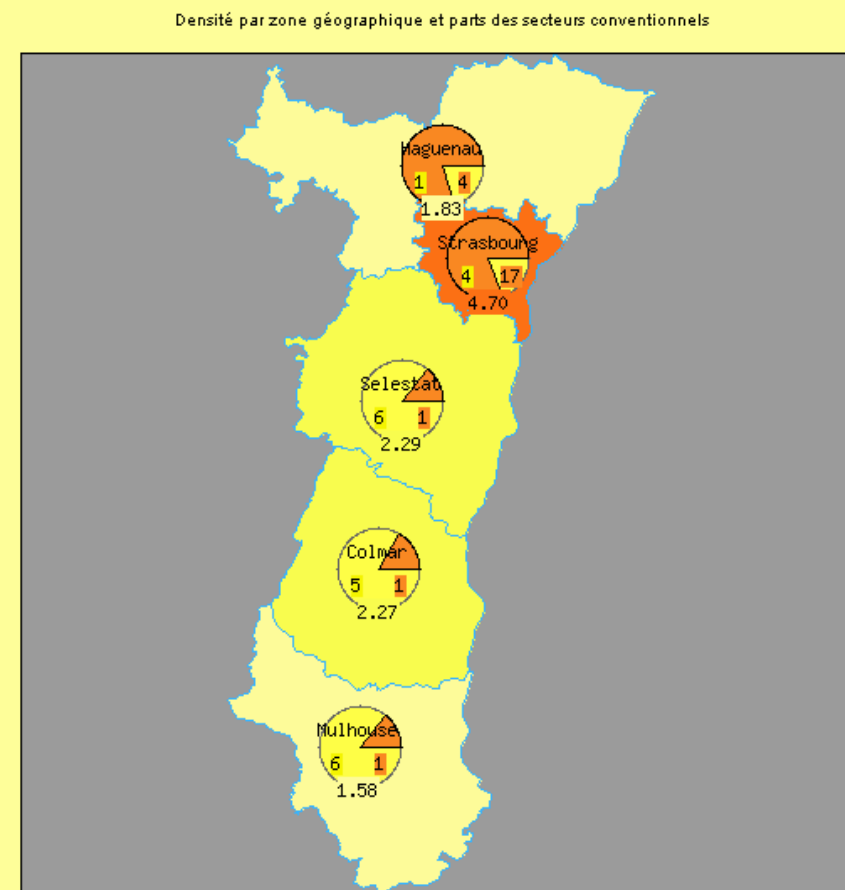 Densité par zone géographique et parts des secteurs conventionnels
Haguenau
1 4
1.83
Strasbourg
4 17
4.70
Selestat
6 1
2.29
Colmar
5 1
2.27
Mulhouse
6 1
1.58